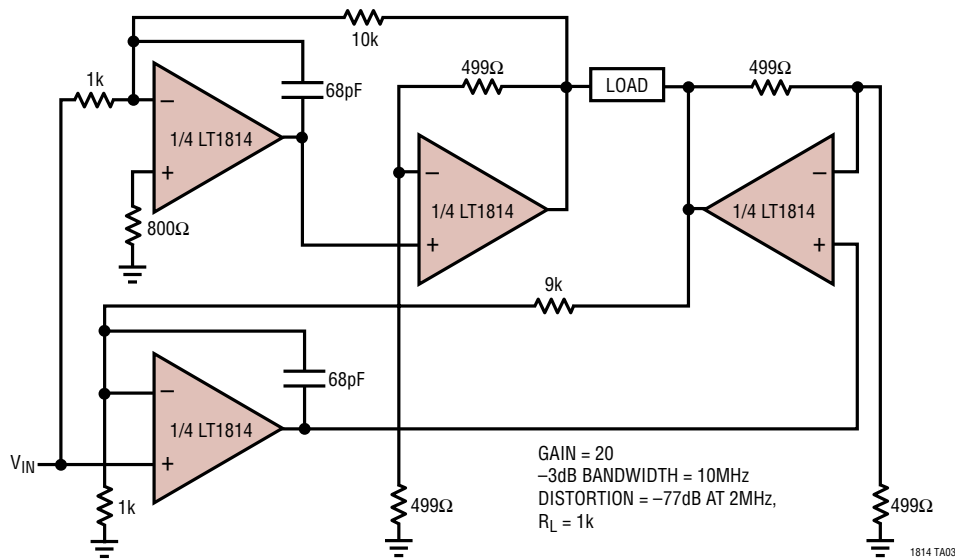 10k
499Ω
LOAD
499Ω
1k
68pF
−
1/4 LT1814
+
800Ω
−
1/4 LT1814
+
−
1/4 LT1814
+
9k
68pF
−
1/4 LT1814
+
VIN
1k
499Ω
499Ω
GAIN = 20
−3dB BANDWIDTH = 10MHz
DISTORTION = −77dB AT 2MHz,
RL = 1k
1814 TA03